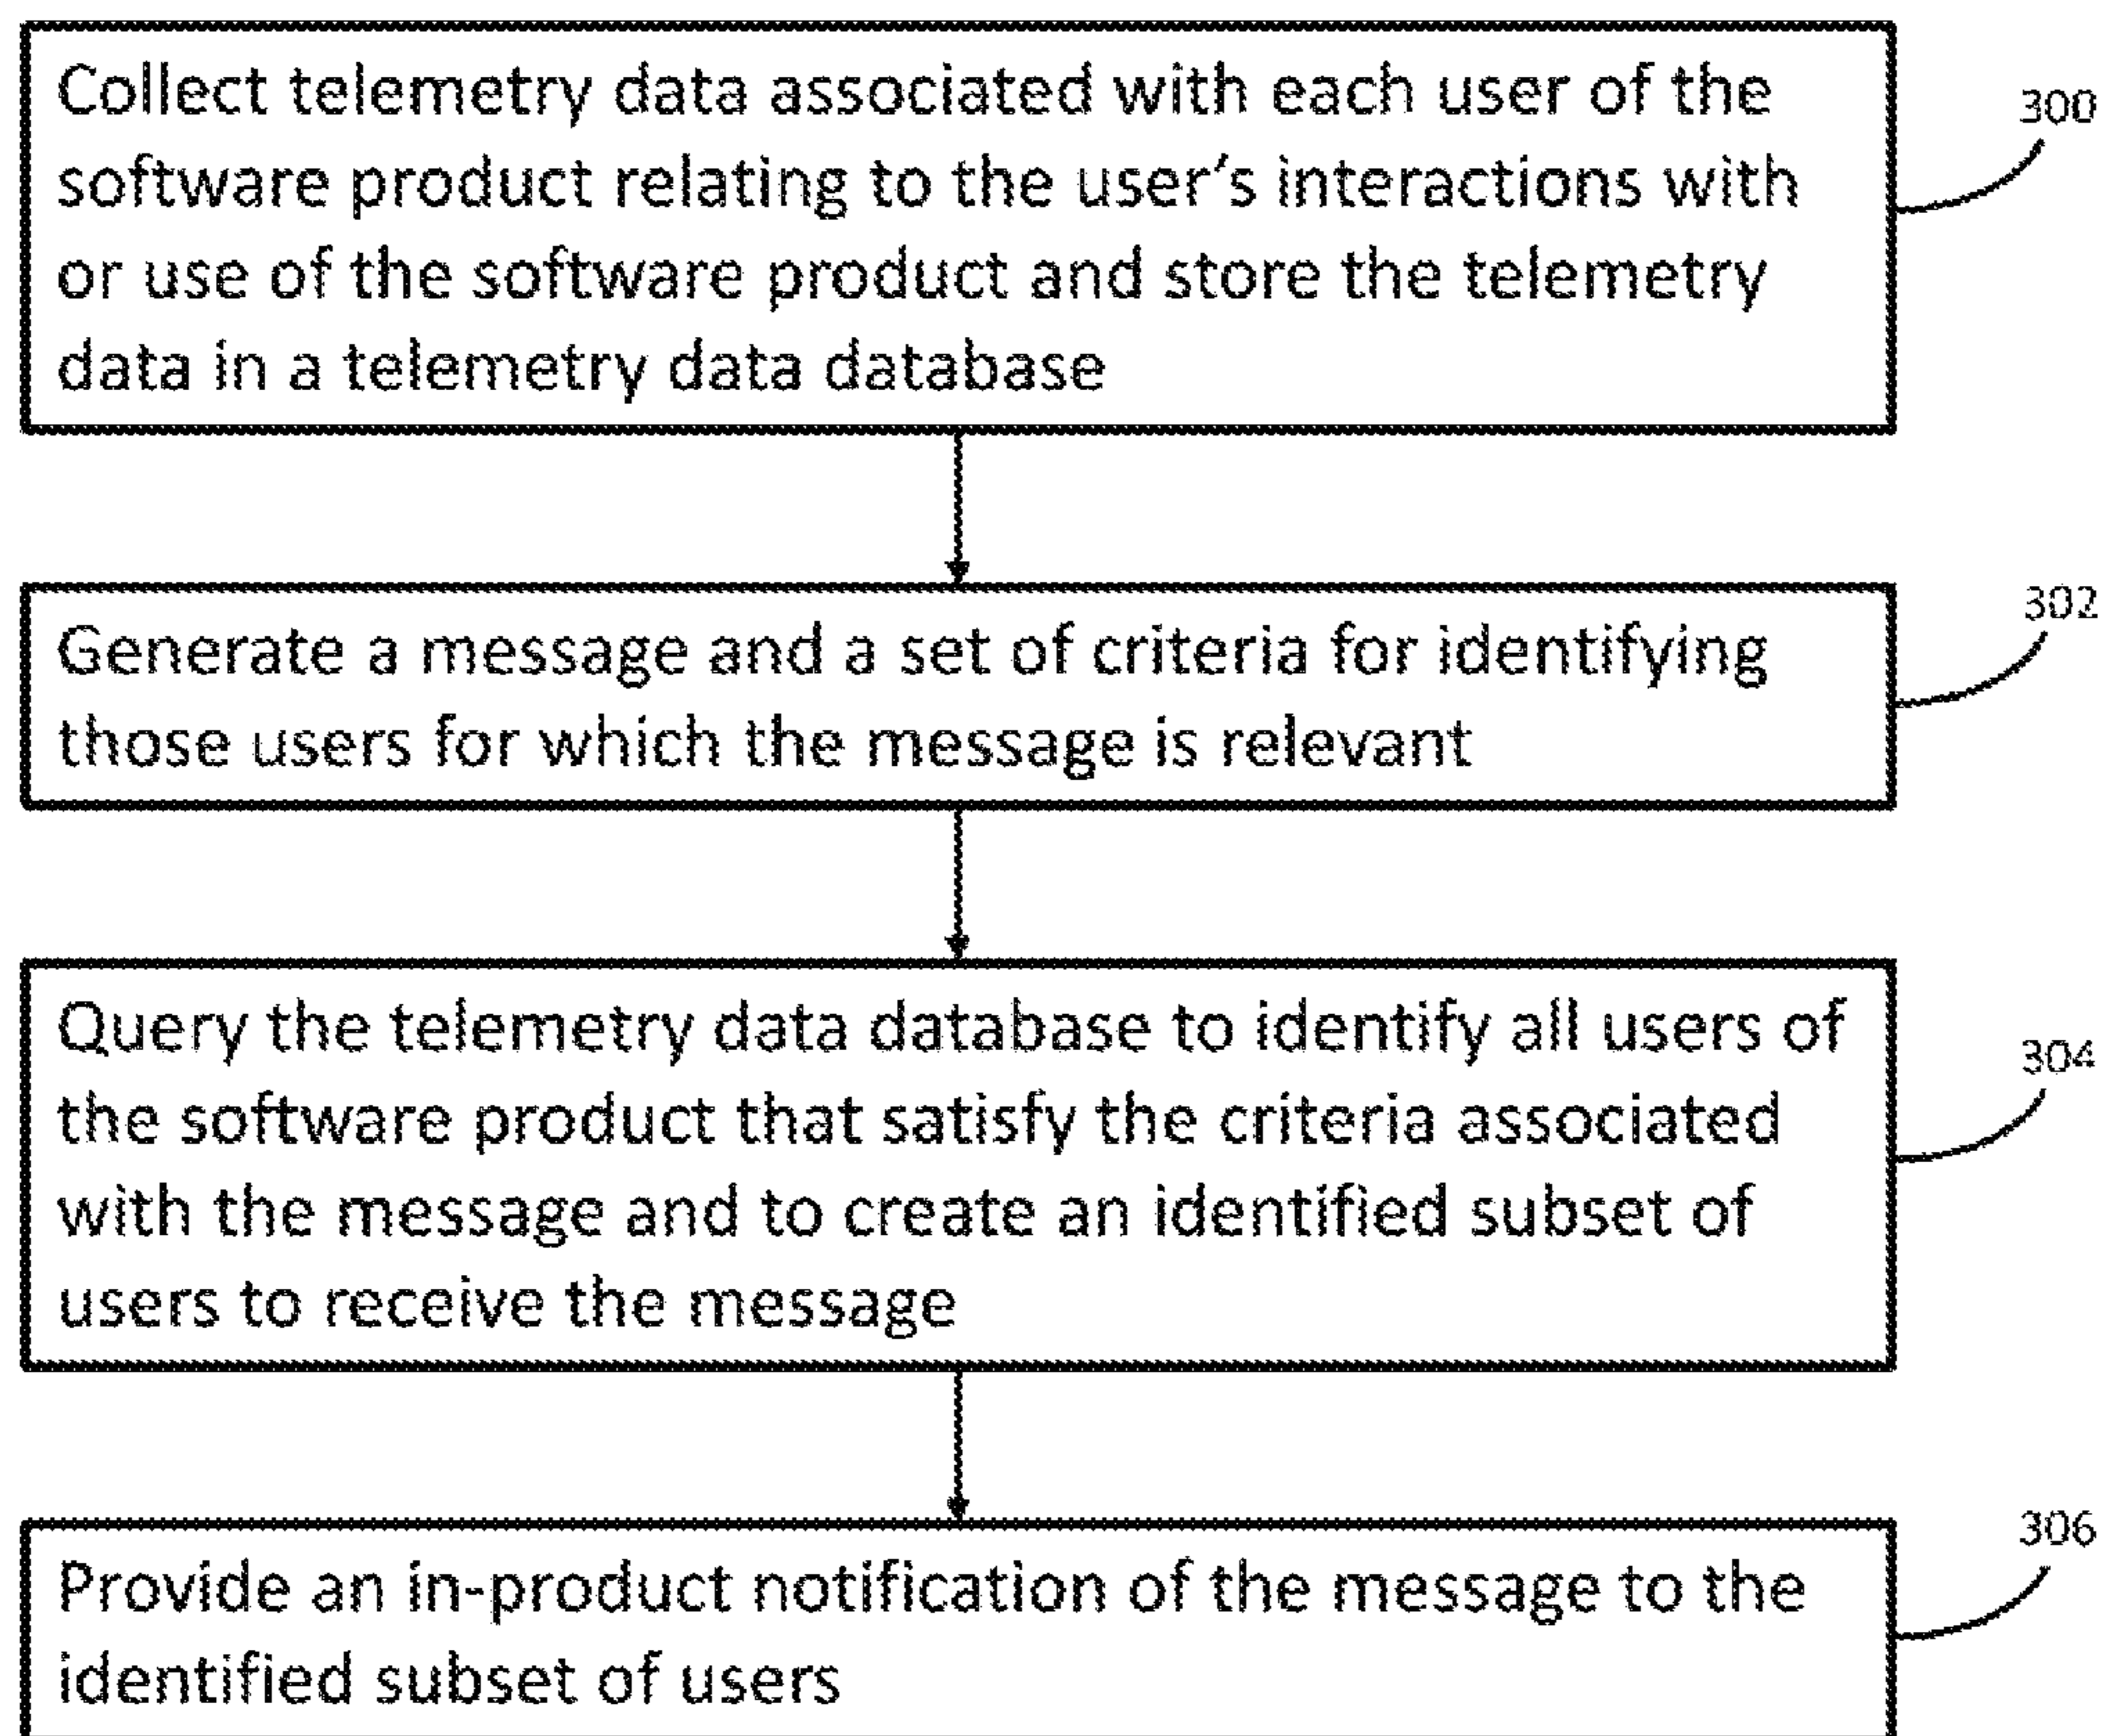 Collect telemetry data associated with each user of the
software product relating to the user's interactions with
or use of the software product and store the telemetry
data in a telemetry data database
300
Generate a message and a set of criteria for identifying
those users for which the message is relevant
302
Query the telemetry data database to identify all users of
the software product that satisfy the criteria associated
with the message and to create an identified subset of
users to receive the message
304
Provide an in-product notification of the message to the
identified subset of users
306